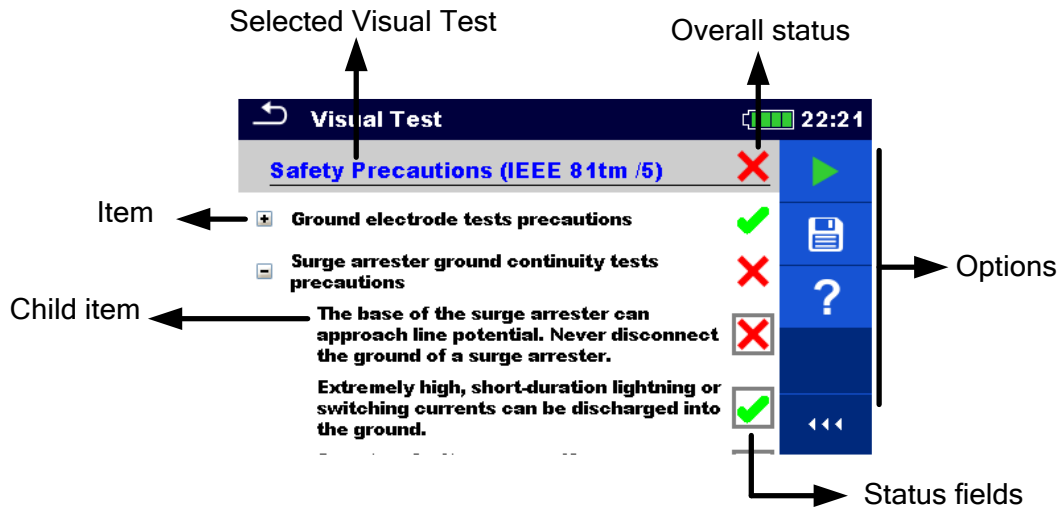 Selected Visual Test
Overall status
Visual Test
22:21
Safety Precautions (IEEE 81tm /5)
Item
Ground electrode tests precautions
Surge arrester ground continuity tests
precautions
Options
?
Child item
The base of the surge arrester can
approach line potential. Never disconnect
the ground of a surge arrester.
Extremely high, short-duration lightning or
switching currents can be discharged into
the ground.
Status fields